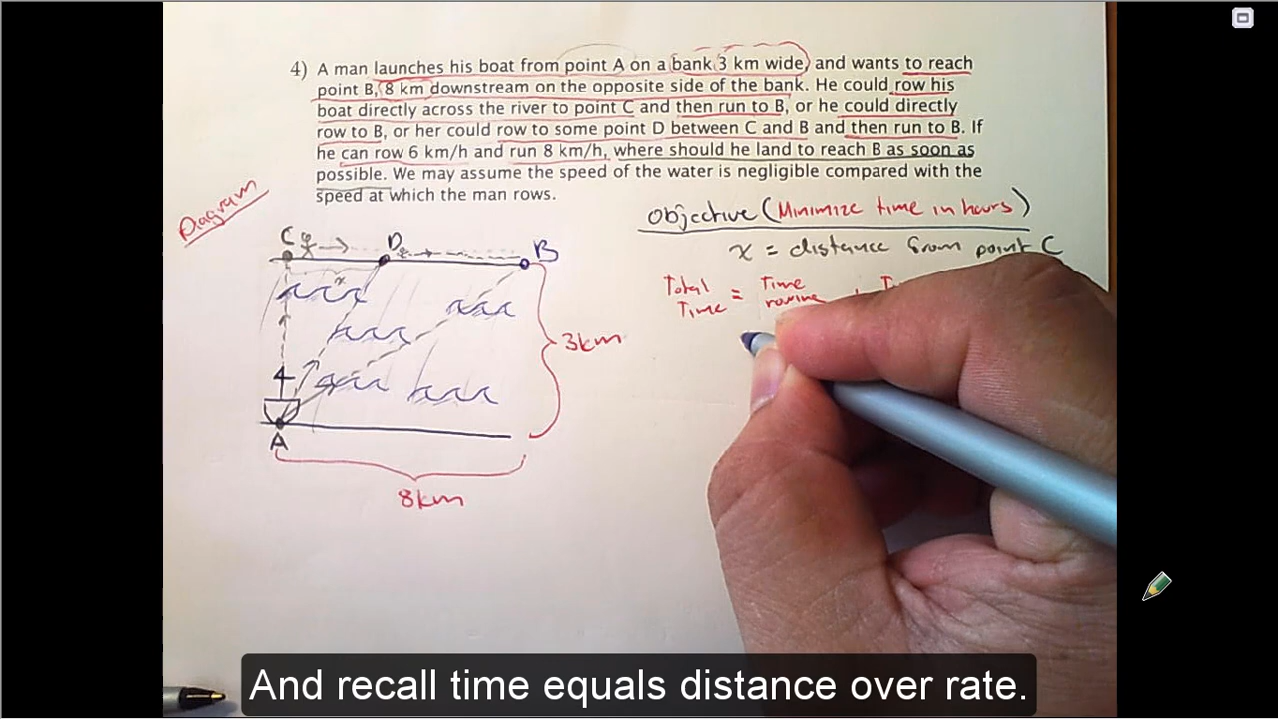 4) A man launches his boat from point A on a bank 3 km wide, and wants to reach
point B, 8 km downstream on the opposite side of the bank. He could row his
boat directly across the river to point C and then run to B, or he could directly
row to B, or her could row to some point D between C and B and then run to B. If
he can row 6 km/h and run 8 km/h, where should he land to reach B as soon as
possible. We may assume the speed of the water is negligible compared with the
speed at which the man rows.
Diagram
Objective (Minimize time in hours)
x = distance from point C
C D B
x
Total Time = Time rowing
3km
A
8km
And recall time equals distance over rate.